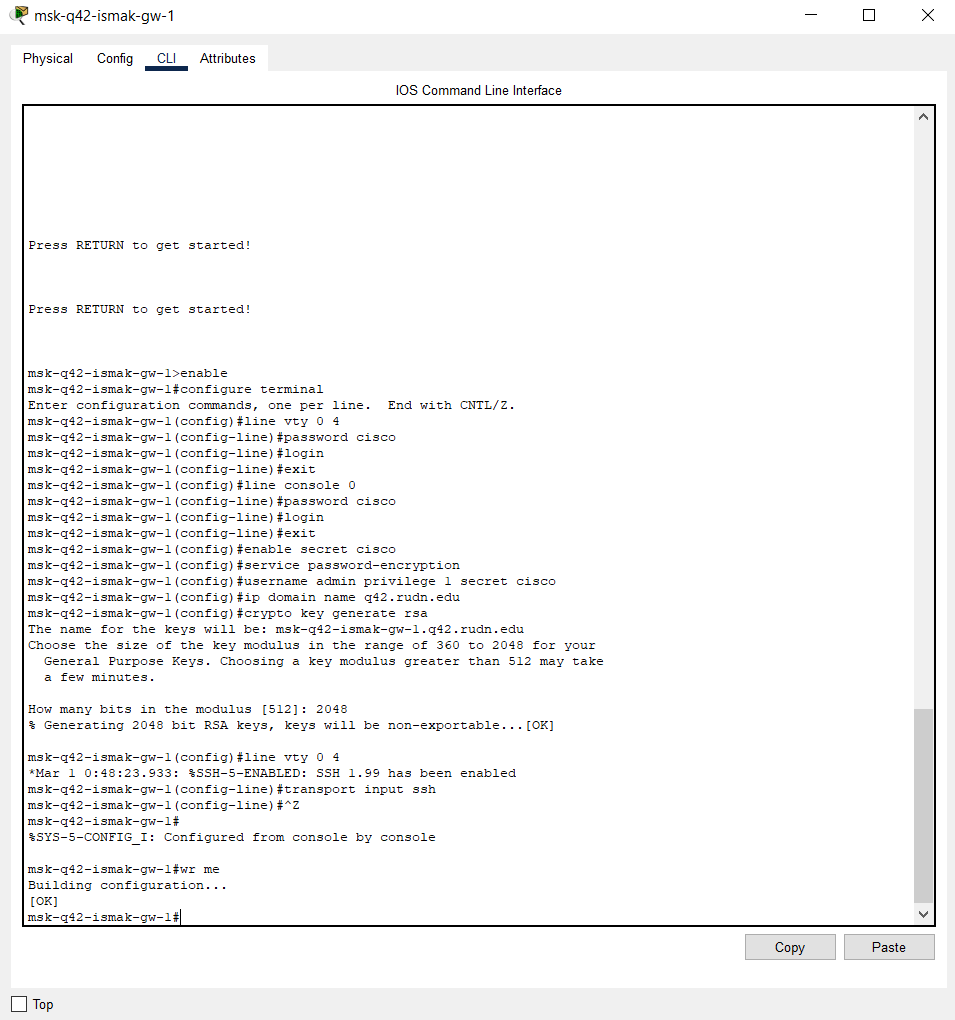 msk-q42-ismak-gw-1
Physical Config CLI Attributes
IOS Command Line Interface
Press RETURN to get started!
Press RETURN to get started!
msk-q42-ismak-gw-1>enable
msk-q42-ismak-gw-1#configure terminal
Enter configuration commands, one per line.  End with CNTL/Z.
msk-q42-ismak-gw-1(config)#line vty 0 4
msk-q42-ismak-gw-1(config-line)#password cisco
msk-q42-ismak-gw-1(config-line)#login
msk-q42-ismak-gw-1(config-line)#exit
msk-q42-ismak-gw-1(config)#line console 0
msk-q42-ismak-gw-1(config-line)#password cisco
msk-q42-ismak-gw-1(config-line)#login
msk-q42-ismak-gw-1(config-line)#exit
msk-q42-ismak-gw-1(config)#enable secret cisco
msk-q42-ismak-gw-1(config)#service password-encryption
msk-q42-ismak-gw-1(config)#username admin privilege 1 secret cisco
msk-q42-ismak-gw-1(config)#ip domain name q42.rudn.edu
msk-q42-ismak-gw-1(config)#crypto key generate rsa
The name for the keys will be: msk-q42-ismak-gw-1.q42.rudn.edu
Choose the size of the key modulus in the range of 360 to 2048 for your
  General Purpose Keys. Choosing a key modulus greater than 512 may take
  a few minutes.
How many bits in the modulus [512]: 2048
% Generating 2048 bit RSA keys, keys will be non-exportable...[OK]
msk-q42-ismak-gw-1(config)#line vty 0 4
*Mar 1 0:48:23.933: %SSH-5-ENABLED: SSH 1.99 has been enabled
msk-q42-ismak-gw-1(config-line)#transport input ssh
msk-q42-ismak-gw-1(config-line)#^Z
msk-q42-ismak-gw-1#
%SYS-5-CONFIG_I: Configured from console by console
msk-q42-ismak-gw-1#wr me
Building configuration...
[OK]
msk-q42-ismak-gw-1#
Copy Paste
Top